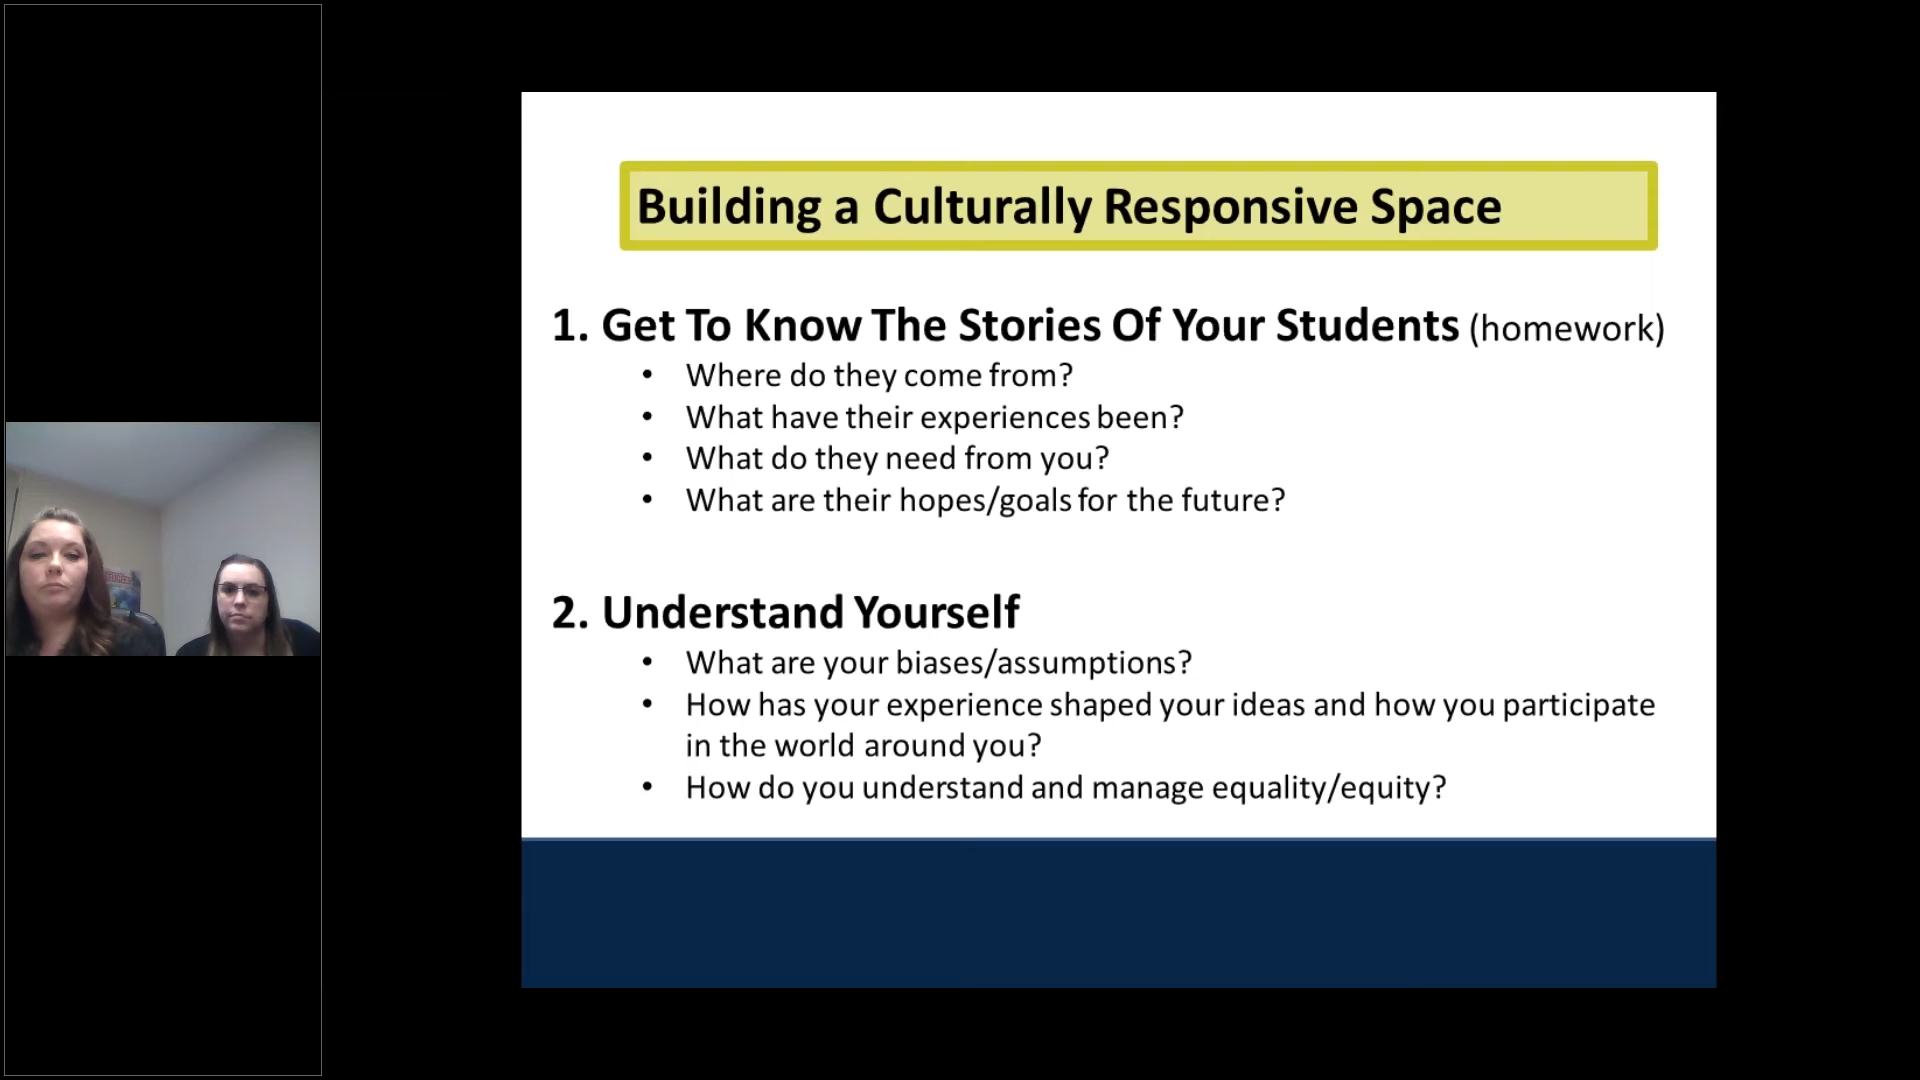 Building a Culturally Responsive Space
1. Get To Know The Stories Of Your Students (homework)
• Where do they come from?
• What have their experiences been?
• What do they need from you?
• What are their hopes/goals for the future?
2. Understand Yourself
• What are your biases/assumptions?
• How has your experience shaped your ideas and how you participate
in the world around you?
• How do you understand and manage equality/equity?